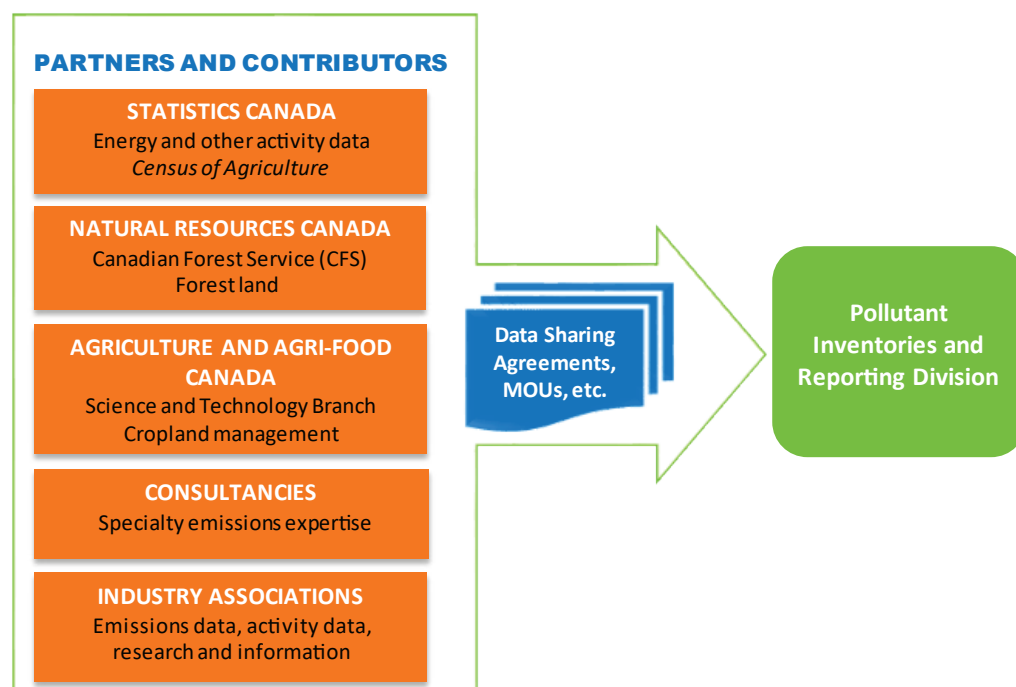 PARTNERS AND CONTRIBUTORS
STATISTICS CANADA
Energy and other activity data
Census of Agriculture
NATURAL RESOURCES CANADA
Canadian Forest Service (CFS)
Forest land
AGRICULTURE AND AGRI-FOOD
CANADA
Science and Technology Branch
Cropland management
CONSULTANCIES
Specialty emissions expertise
INDUSTRY ASSOCIATIONS
Emissions data, activity data,
research and information
Data Sharing
Agreements,
MOUs, etc.
Pollutant
Inventories and
Reporting Division